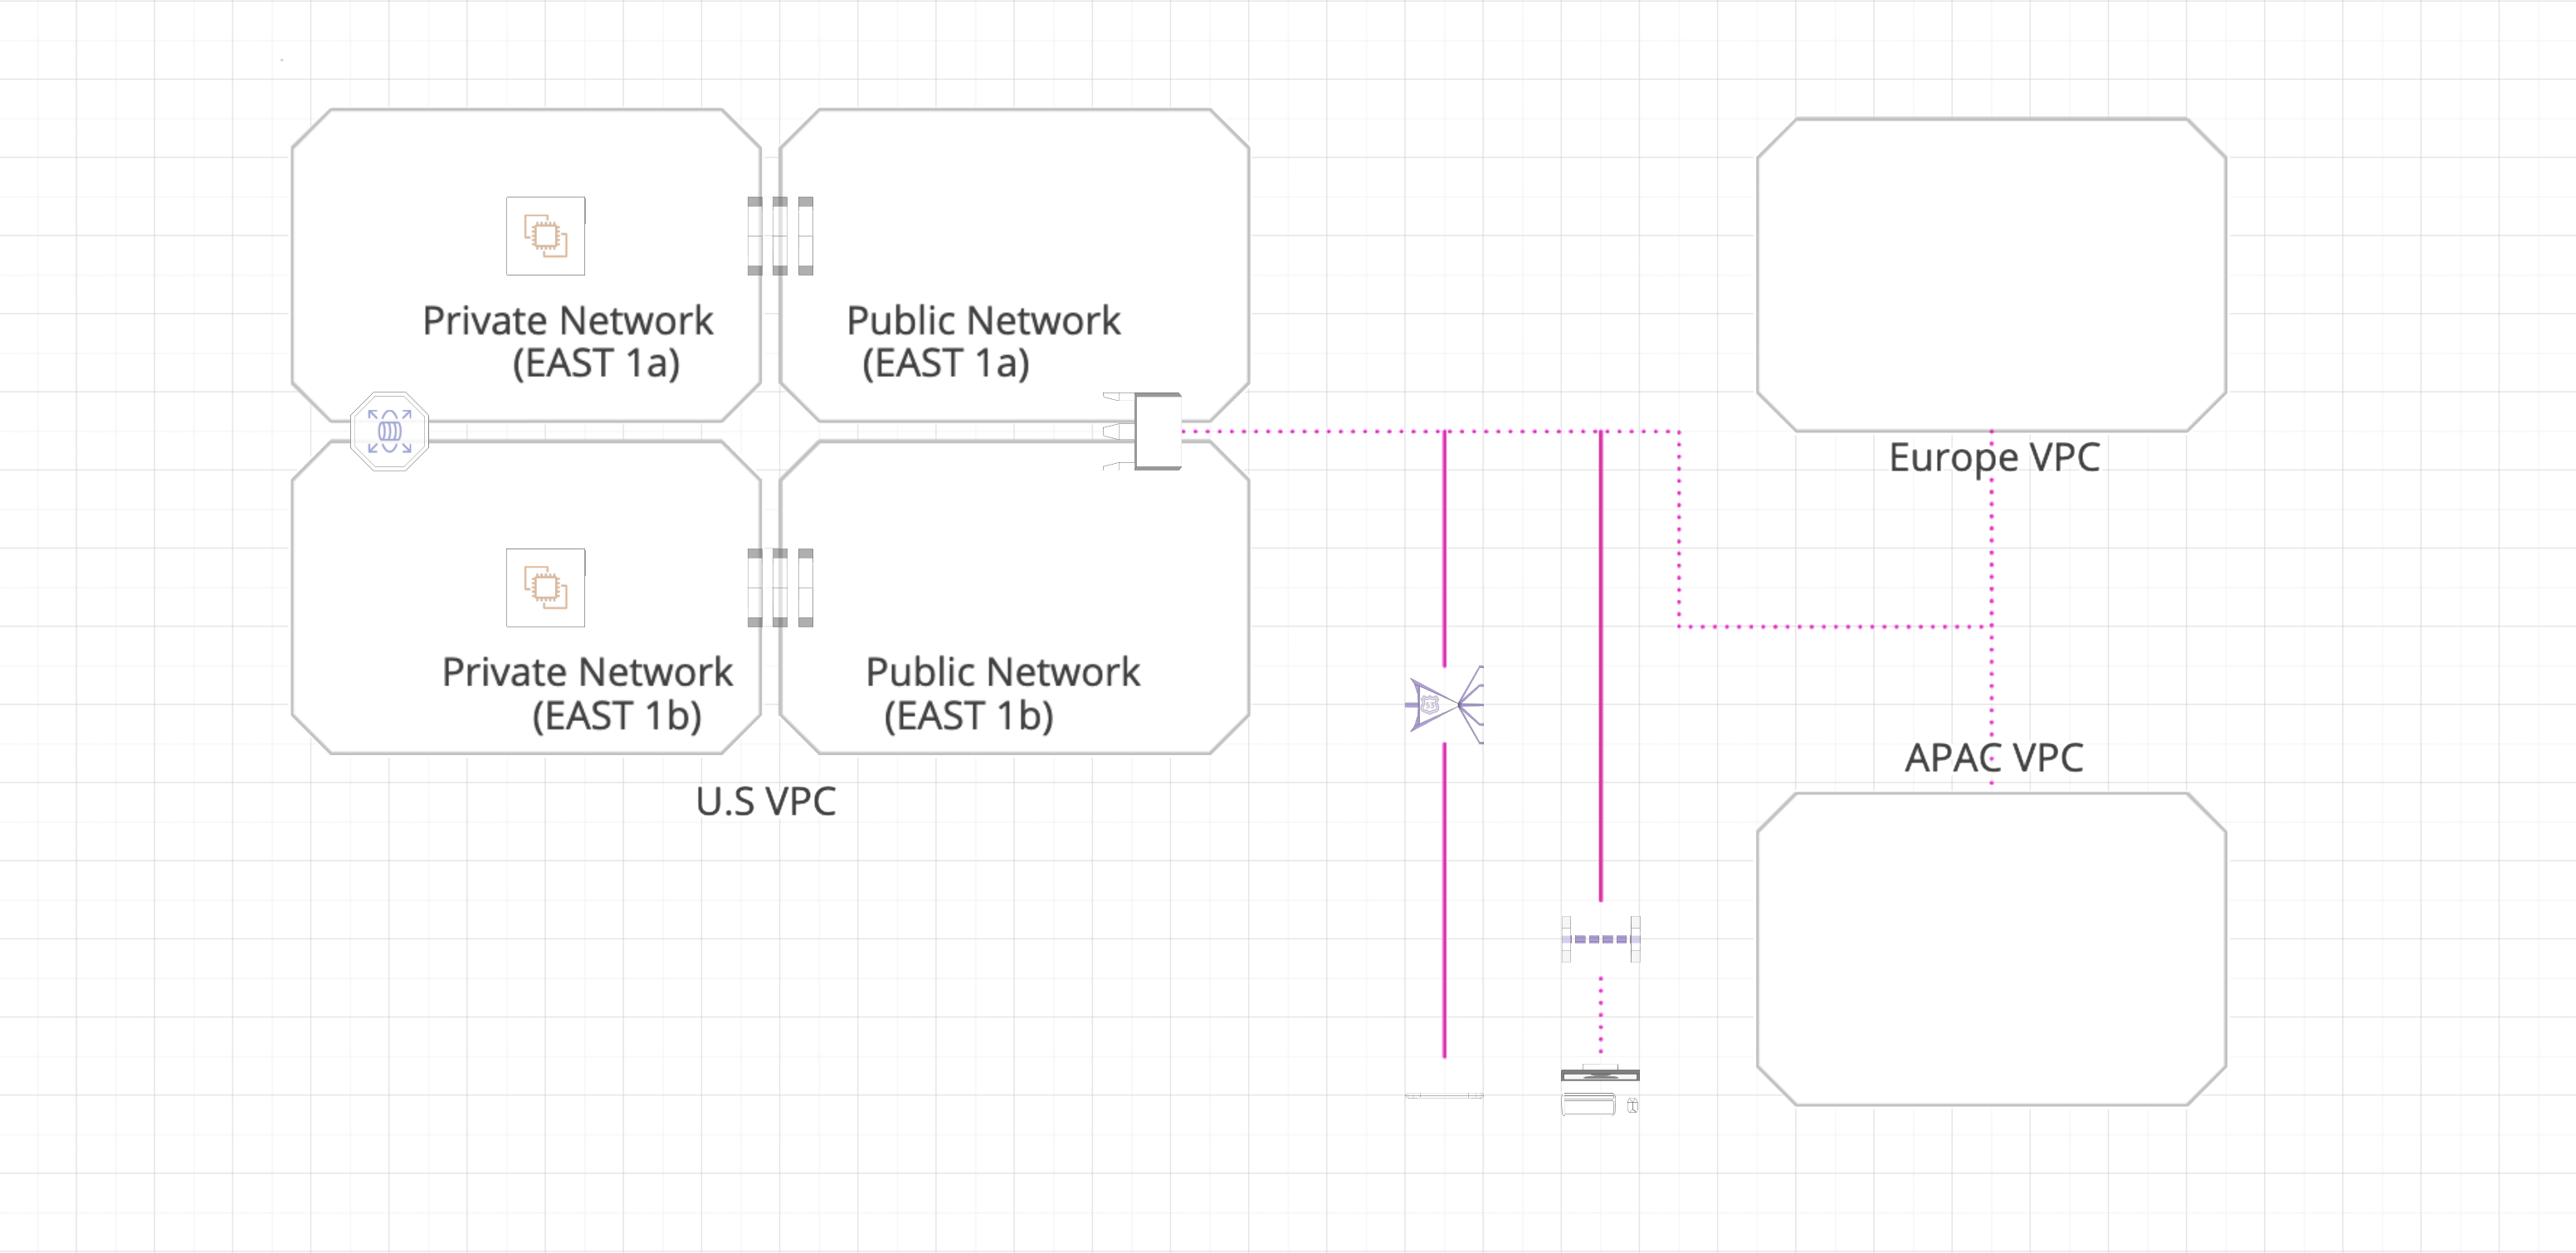 Private Network
(EAST 1a)
Public Network
(EAST 1a)
Private Network
(EAST 1b)
Public Network
(EAST 1b)
U.S VPC
53
Europe VPC
APAC VPC